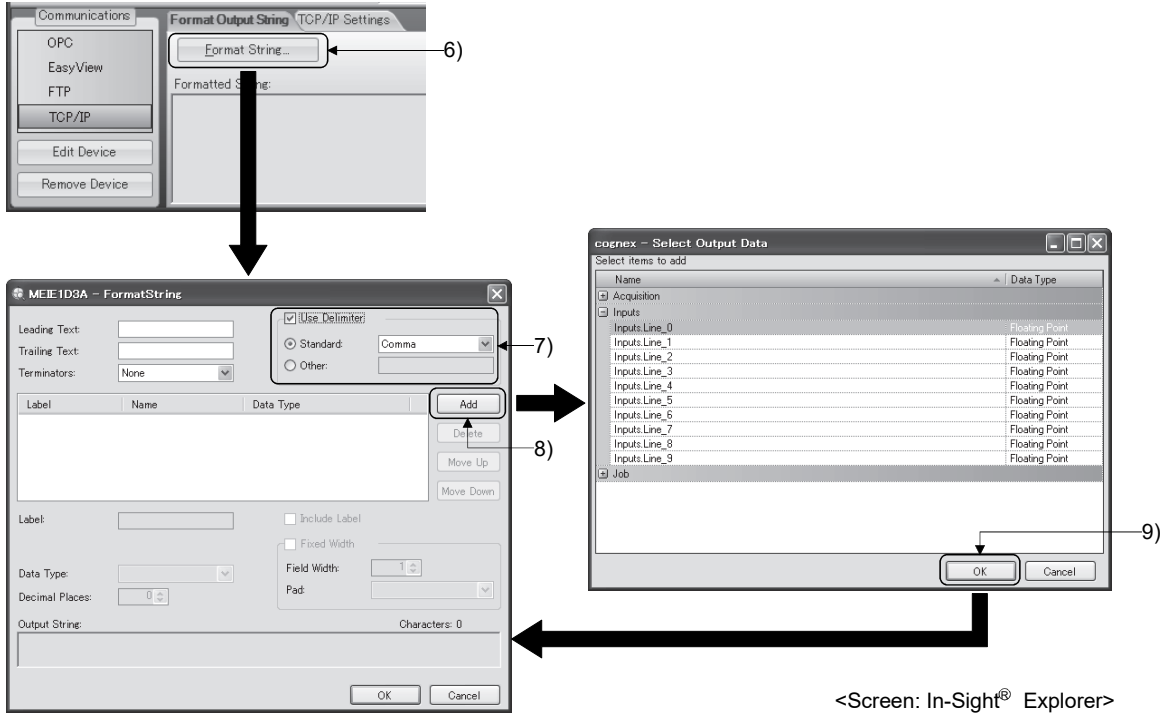 Communications
OPC
EasyView
FTP
TCP/IP
Edit Device
Remove Device
Format Output String TCP/IP Settings
Format String...
6)
Formatted String:
MEIE1D3A - FormatString
Leading Text:
Trailing Text:
Terminators: None
Use Delimiter
Standard: Comma
Other:
7)
Label Name Data Type
Add
Delete
Move Up
Move Down
8)
Label:
Include Label
Fixed Width
Data Type:
Field Width: 1
Decimal Places: 0
Pad:
Output String: Characters: 0
OK Cancel
cognex - Select Output Data
Select items to add
Name Data Type
Acquisition
Inputs
Inputs.Line_0 Floating Point
Inputs.Line_1 Floating Point
Inputs.Line_2 Floating Point
Inputs.Line_3 Floating Point
Inputs.Line_4 Floating Point
Inputs.Line_5 Floating Point
Inputs.Line_6 Floating Point
Inputs.Line_7 Floating Point
Inputs.Line_8 Floating Point
Inputs.Line_9 Floating Point
Job
9)
OK Cancel
<Screen: In-Sight® Explorer>